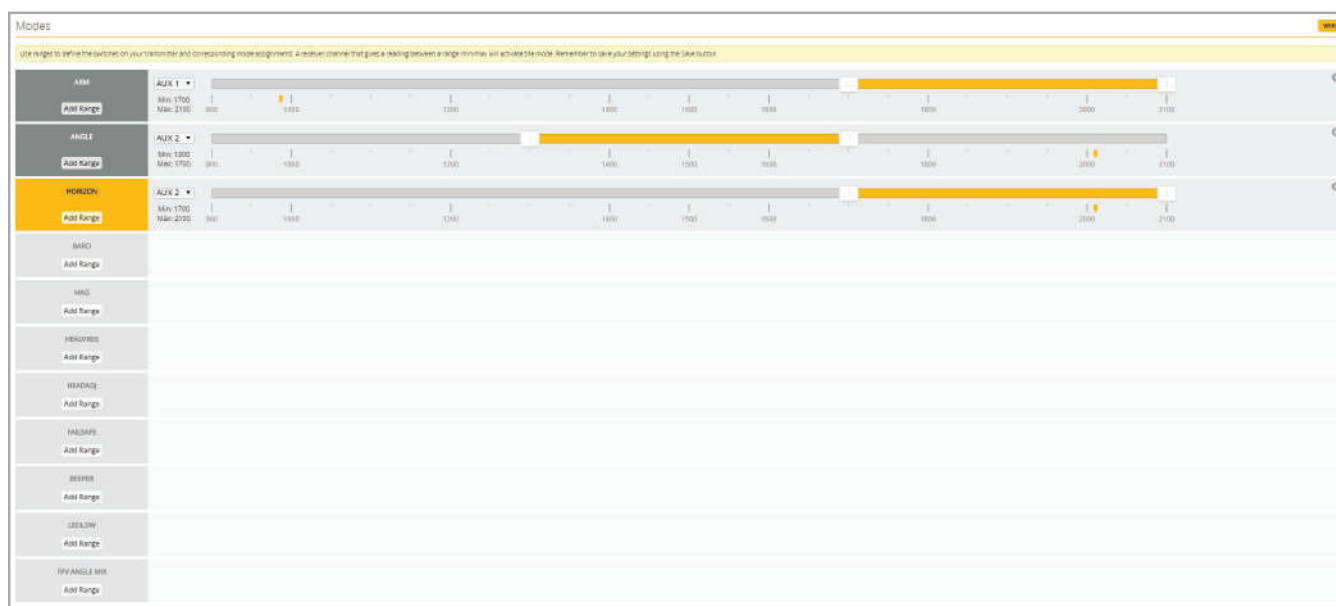 Modes
Use ranges to define the switches on your transmitter and corresponding mode assignments. A receiver channel that gives a reading between a range min/max will activate the mode. Remember to save your settings using the Save button.
ARM
AUX 1
Add Range
Min: 1700
Max: 2100
900 1000 1200 1400 1500 1600 1800 2000 2100
ANGLE
AUX 2
Add Range
Min: 1300
Max: 1700
900 1000 1200 1400 1500 1600 1800 2000 2100
HORIZON
AUX 2
Add Range
Min: 1700
Max: 2100
900 1000 1200 1400 1500 1600 1800 2000 2100
BARO
Add Range
MAG
Add Range
HEADFREE
Add Range
HEADADJ
Add Range
FAILSAFE
Add Range
BEEPER
Add Range
LEDLOW
Add Range
FPV ANGLE MIX
Add Range